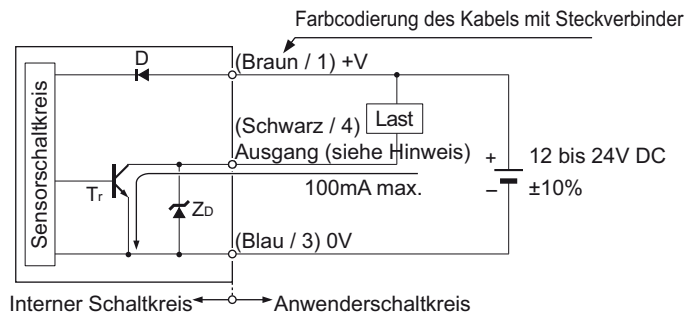 Farbcodierung des Kabels mit Steckverbinder
D
(Braun / 1) +V
Sensorschaltkreis
Last
(Schwarz / 4)
Ausgang (siehe Hinweis)
+
12 bis 24V DC
100mA max.
–
±10%
Tr
ZD
(Blau / 3) 0V
Interner Schaltkreis
Anwenderschaltkreis